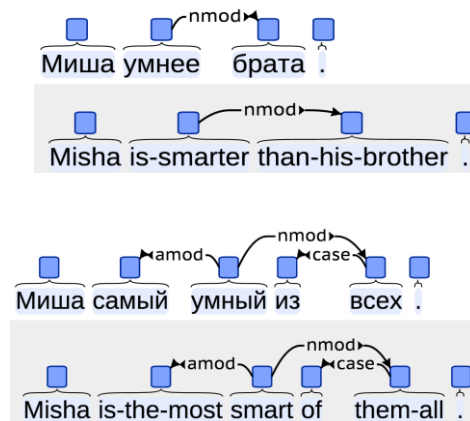 nmod
Миша умнее брата .
nmod
Misha is-smarter than-his-brother .
nmod
amod case
Миша самый умный из всех .
nmod
amod case
Misha is-the-most smart of them-all .